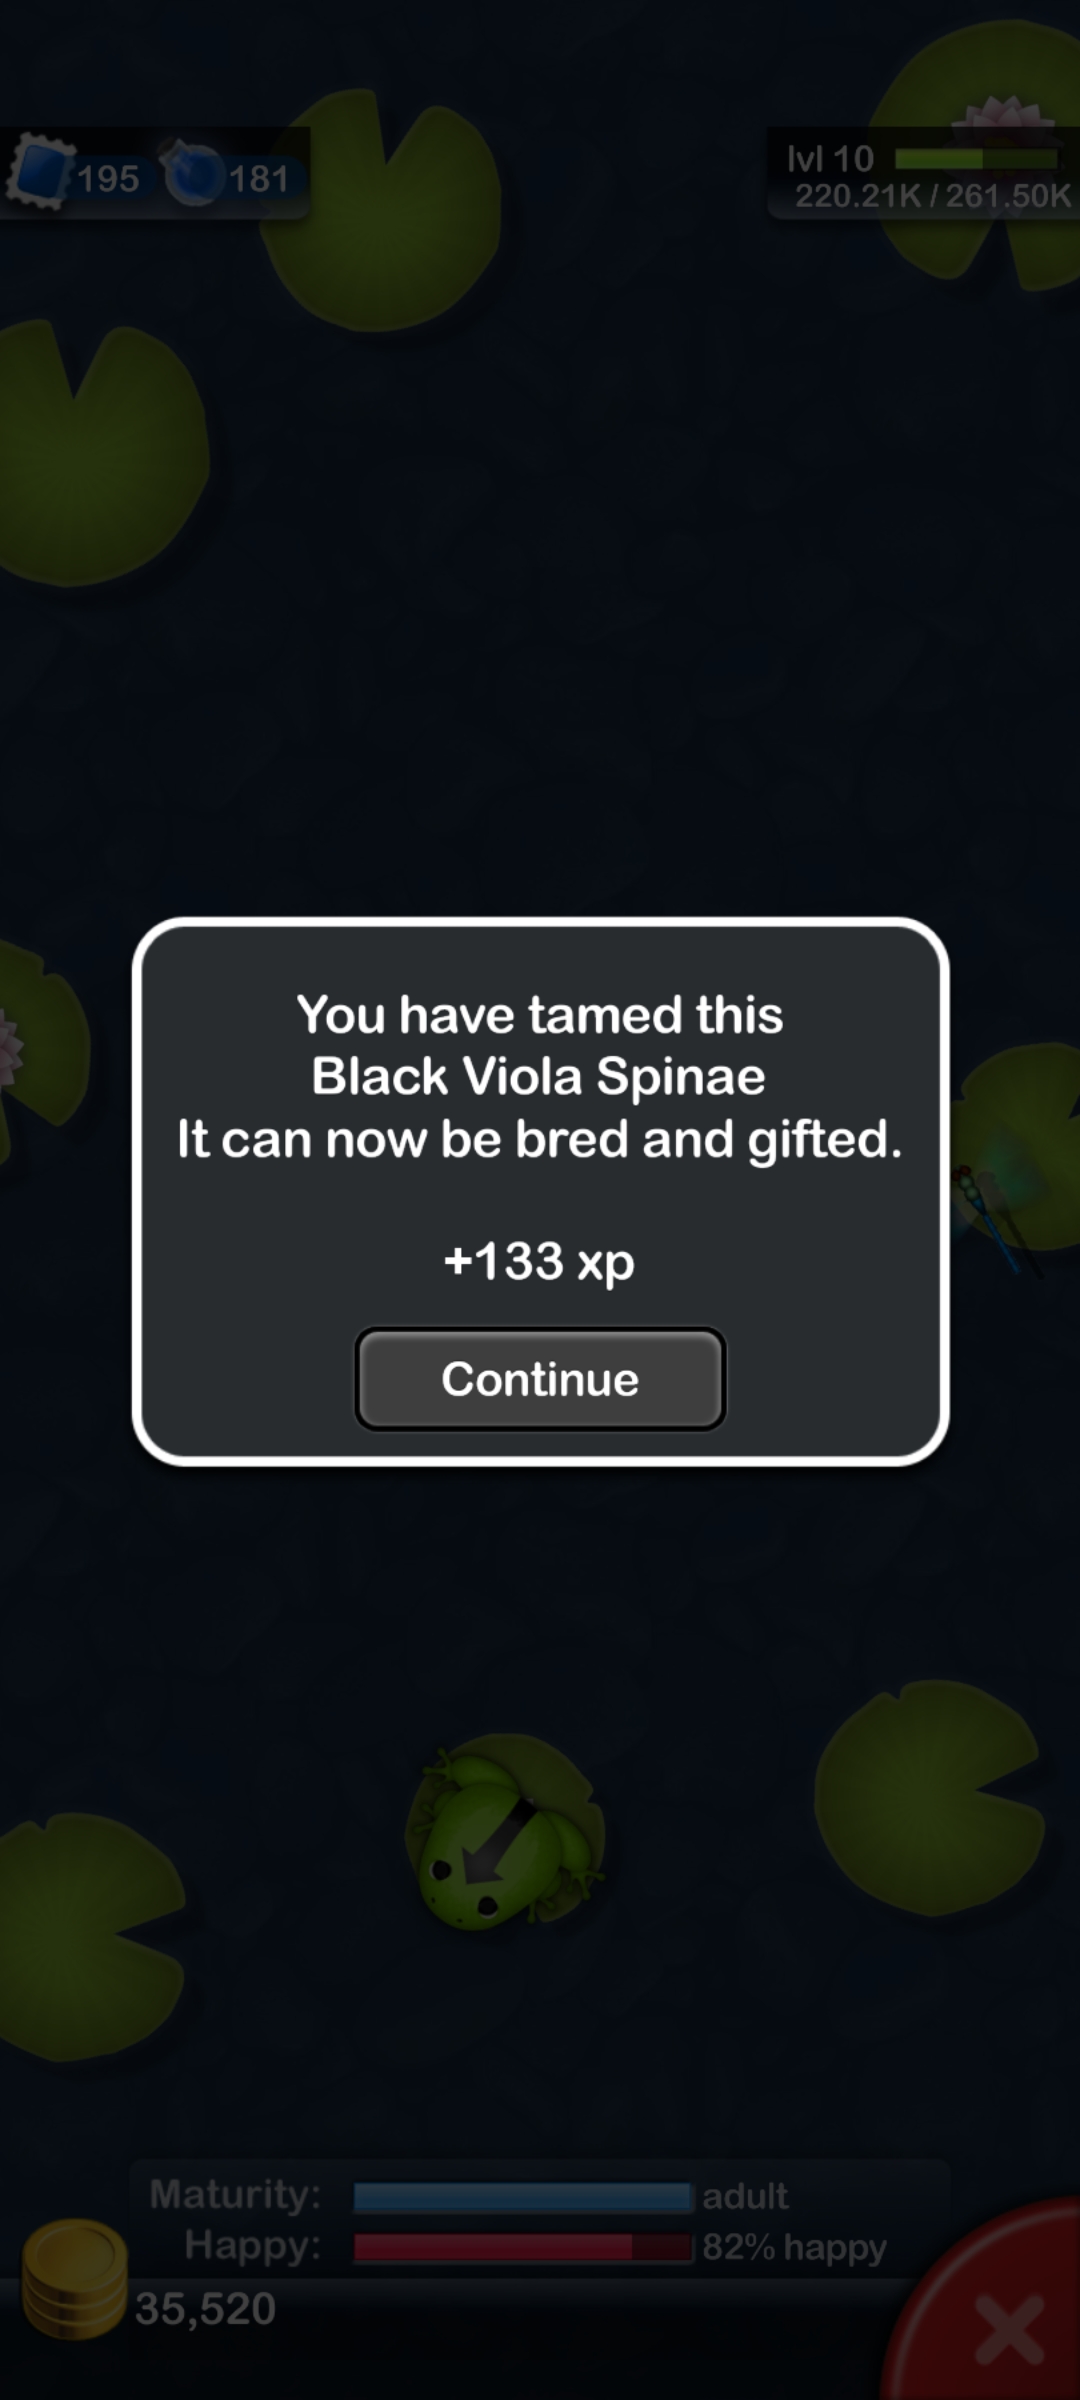 195
181
lvl 10
220.21K / 261.50K
You have tamed this
Black Viola Spinae
It can now be bred and gifted.
+133 xp
Continue
Maturity: adult
Happy: 82% happy
35,520